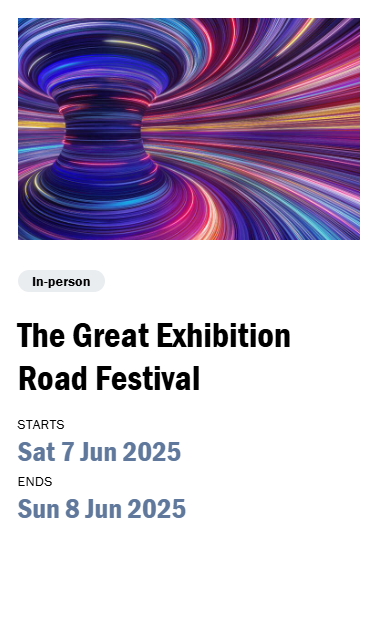 In-person
The Great Exhibition
Road Festival
STARTS
Sat 7 Jun 2025
ENDS
Sun 8 Jun 2025